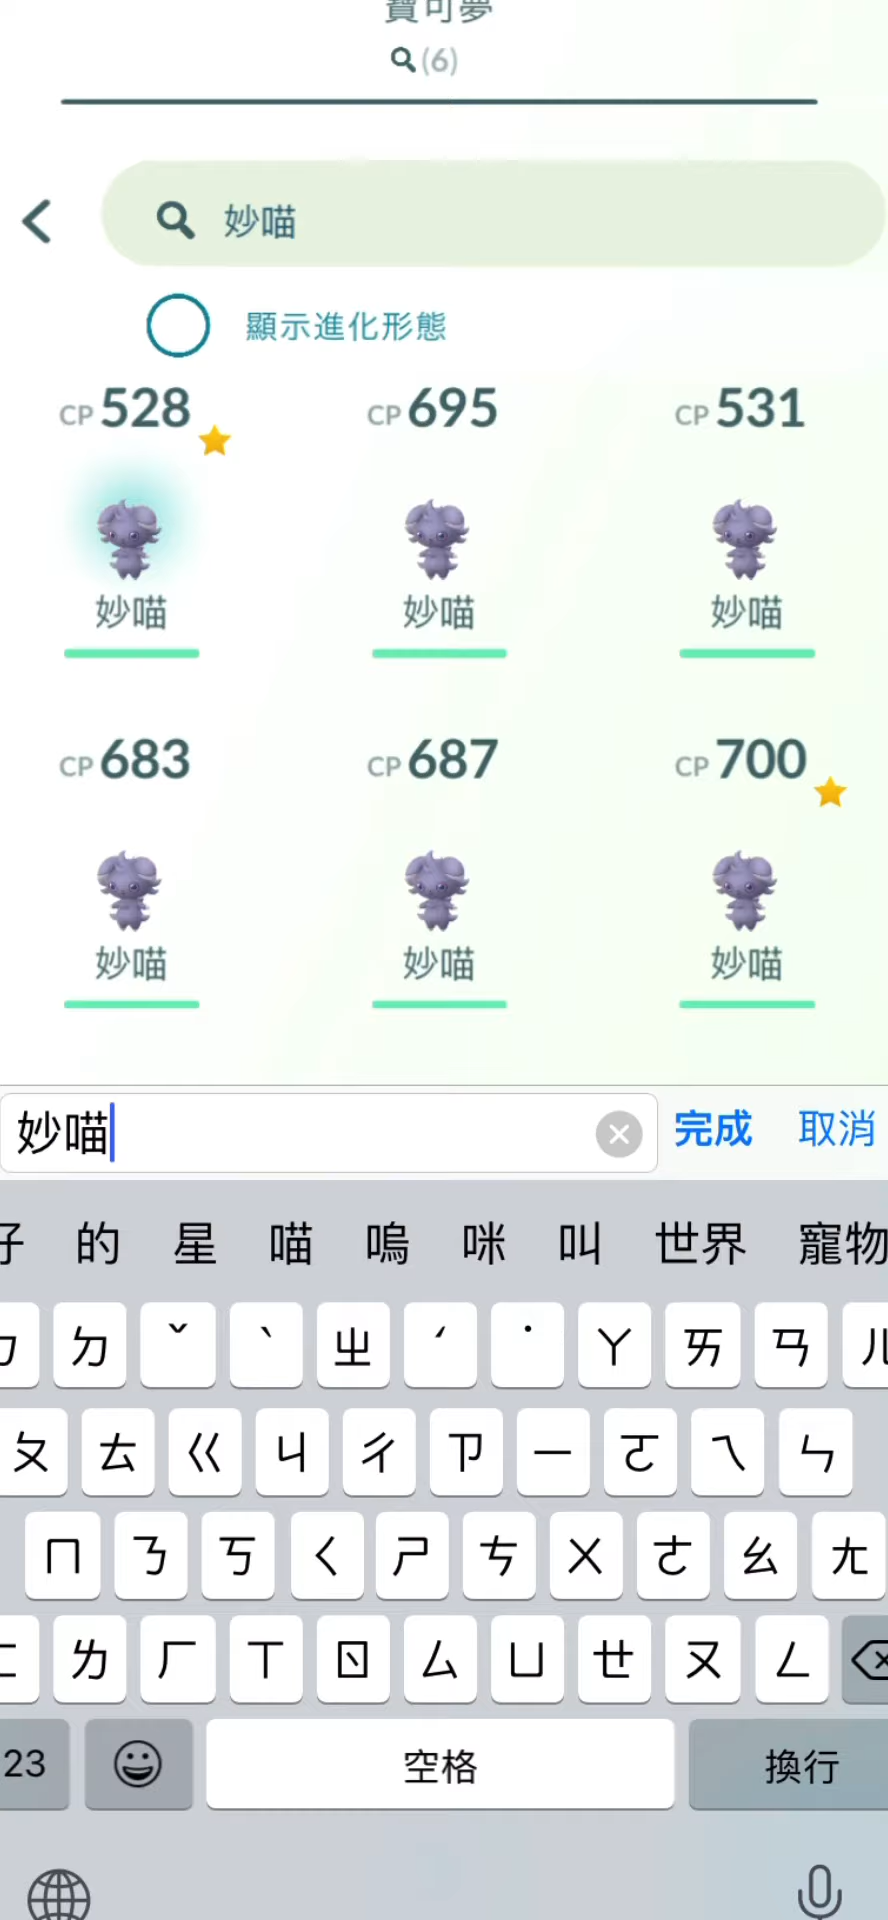 寶可夢
(6)
妙喵
顯示進化形態
CP 528 CP 695 CP 531
妙喵 妙喵 妙喵
CP 683 CP 687 CP 700
妙喵 妙喵 妙喵
妙喵 完成 取消
的 星 喵 嗚 咪 叫 世界 寵物
ㄉ ˇ ˋ ㄓ ˊ ˙ ㄚ ㄞ ㄢ ㄦ
ㄆ ㄊ ㄍ ㄐ ㄔ ㄗ ㄧ ㄛ ㄟ ㄣ
ㄇ ㄋ ㄎ ㄑ ㄕ ㄘ ㄨ ㄜ ㄠ ㄤ
ㄌ ㄏ ㄒ ㄖ ㄙ ㄩ ㄝ ㄡ ㄥ
23 空格 換行